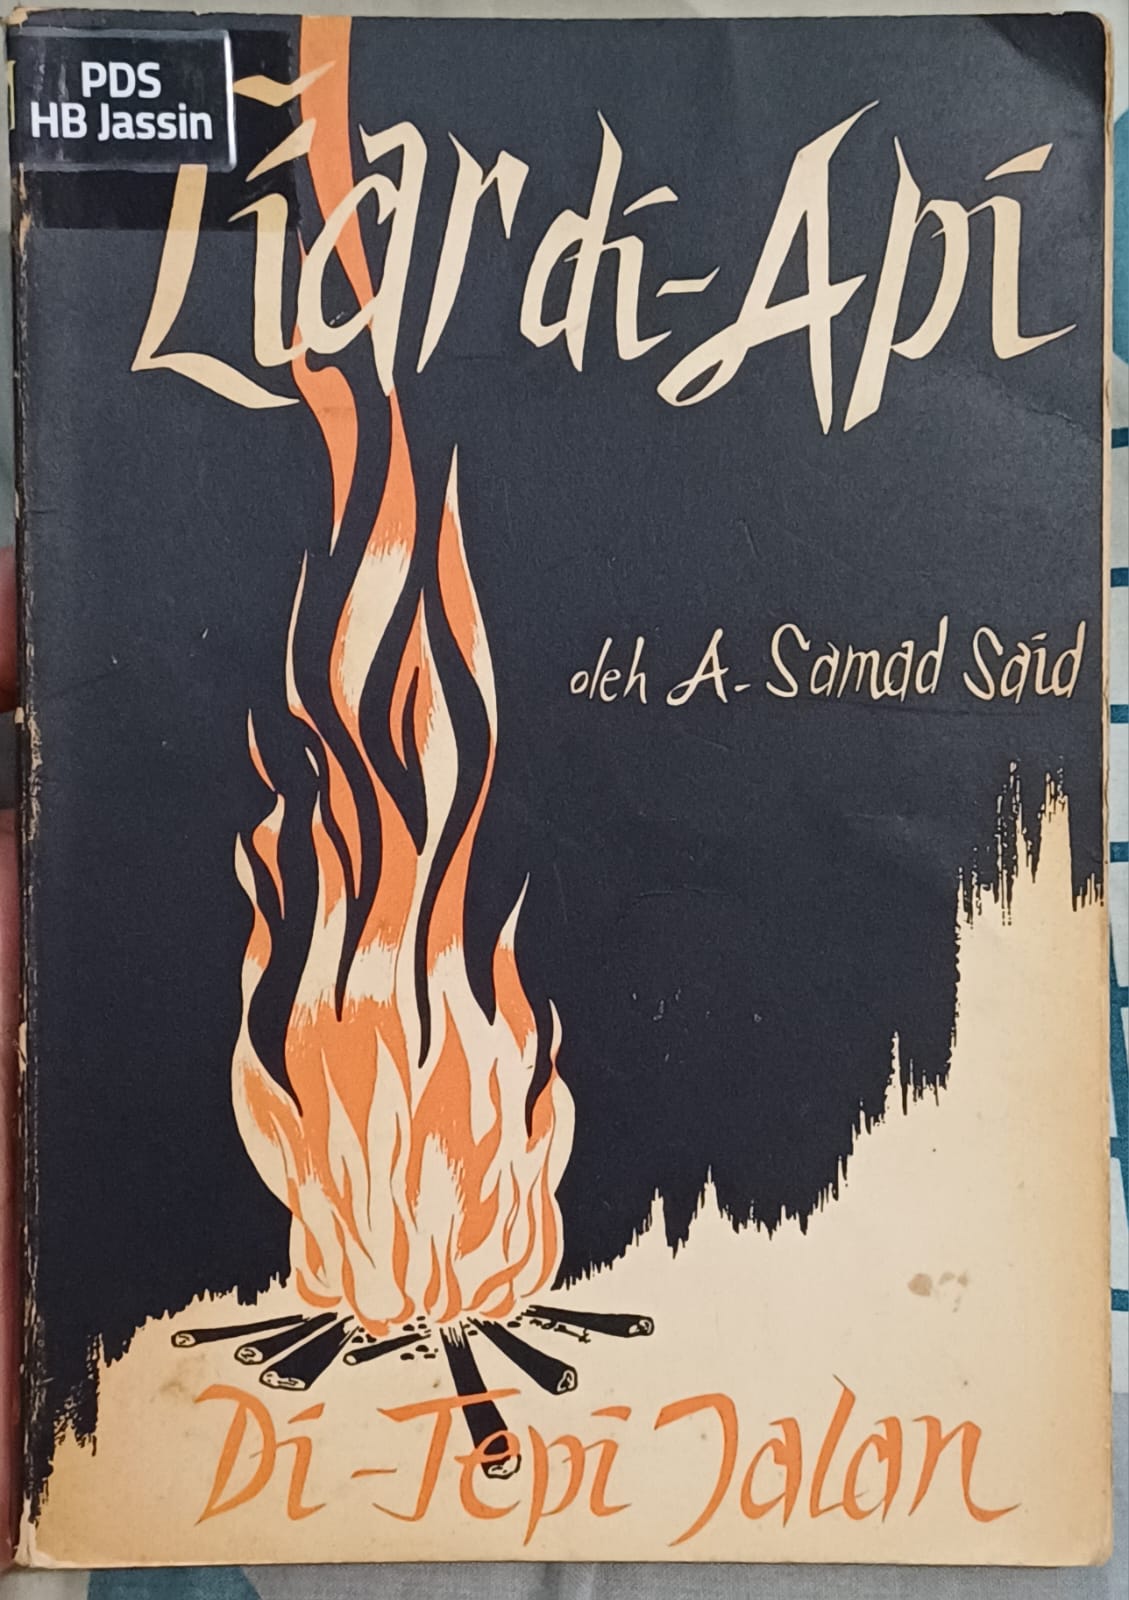 PDS
HB Jassin
Liar di-Api
oleh A. Samad Said
Di-Tepi Jalan